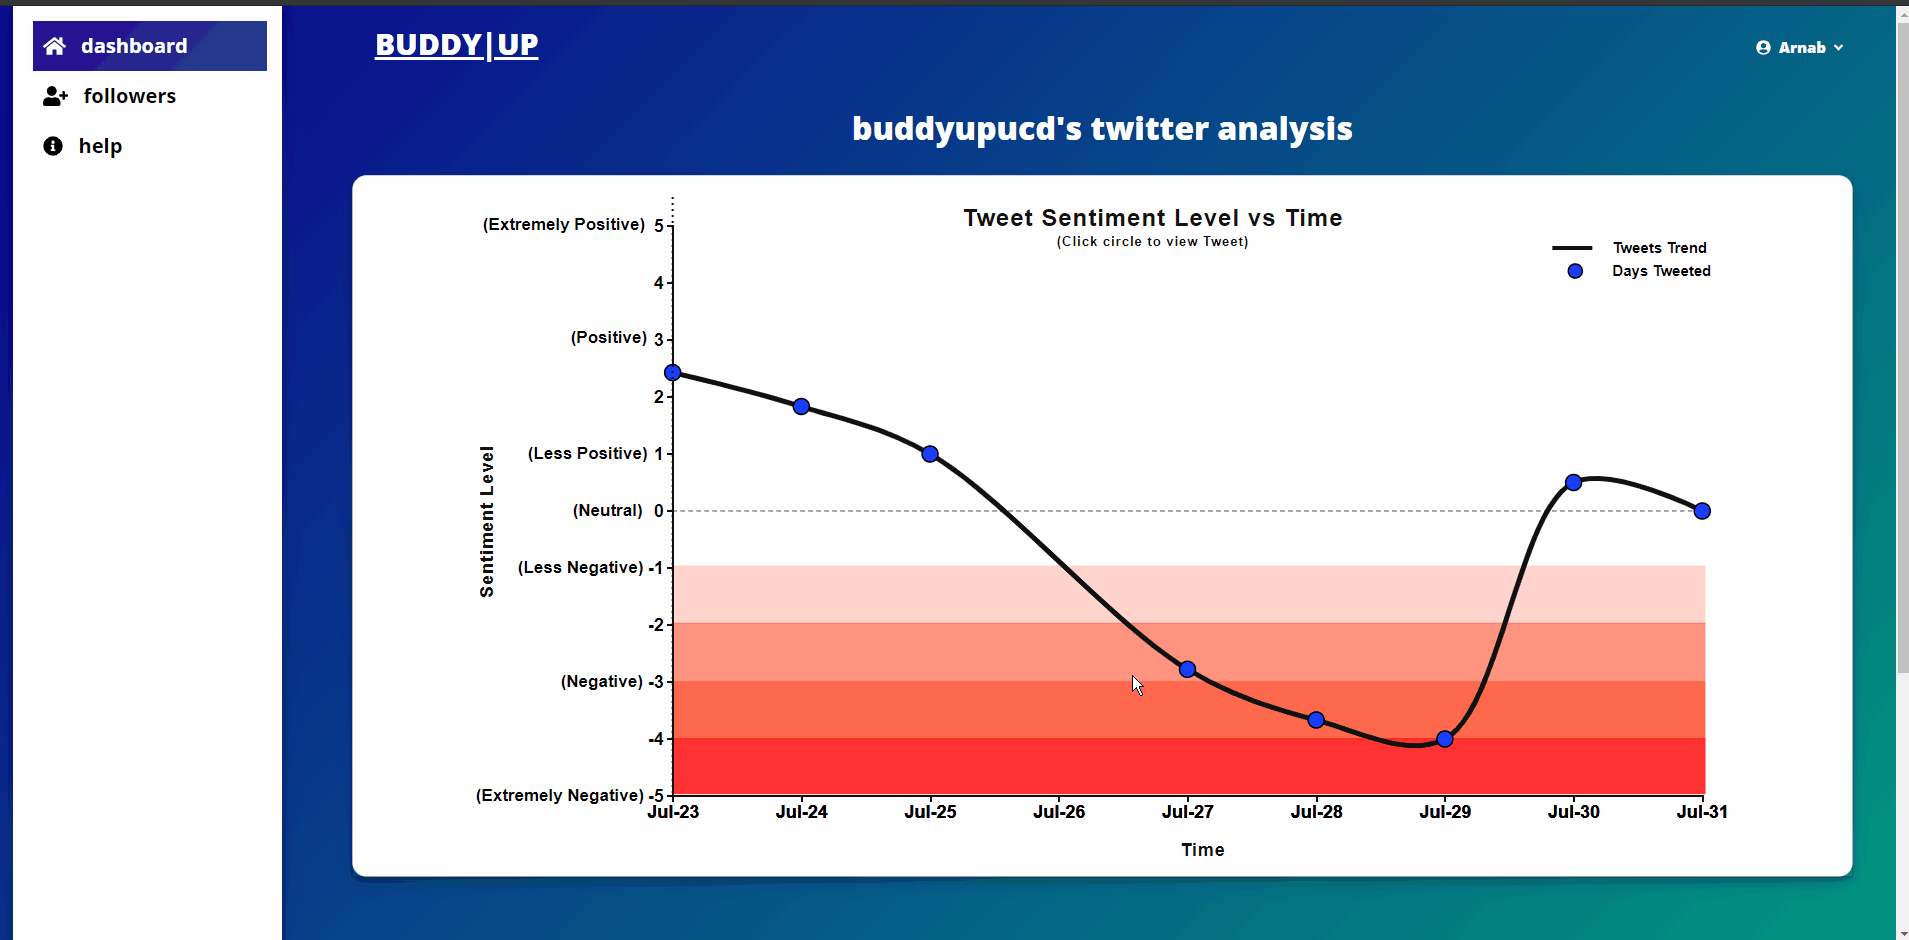 dashboard
followers
help
BUDDY|UP
Arnab
buddyupucd's twitter analysis
Tweet Sentiment Level vs Time
(Click circle to view Tweet)
Tweets Trend
Days Tweeted
(Extremely Positive) 5
4
(Positive) 3
2
(Less Positive) 1
(Neutral) 0
(Less Negative) -1
-2
(Negative) -3
-4
(Extremely Negative) -5
Sentiment Level
Jul-23 Jul-24 Jul-25 Jul-26 Jul-27 Jul-28 Jul-29 Jul-30 Jul-31
Time